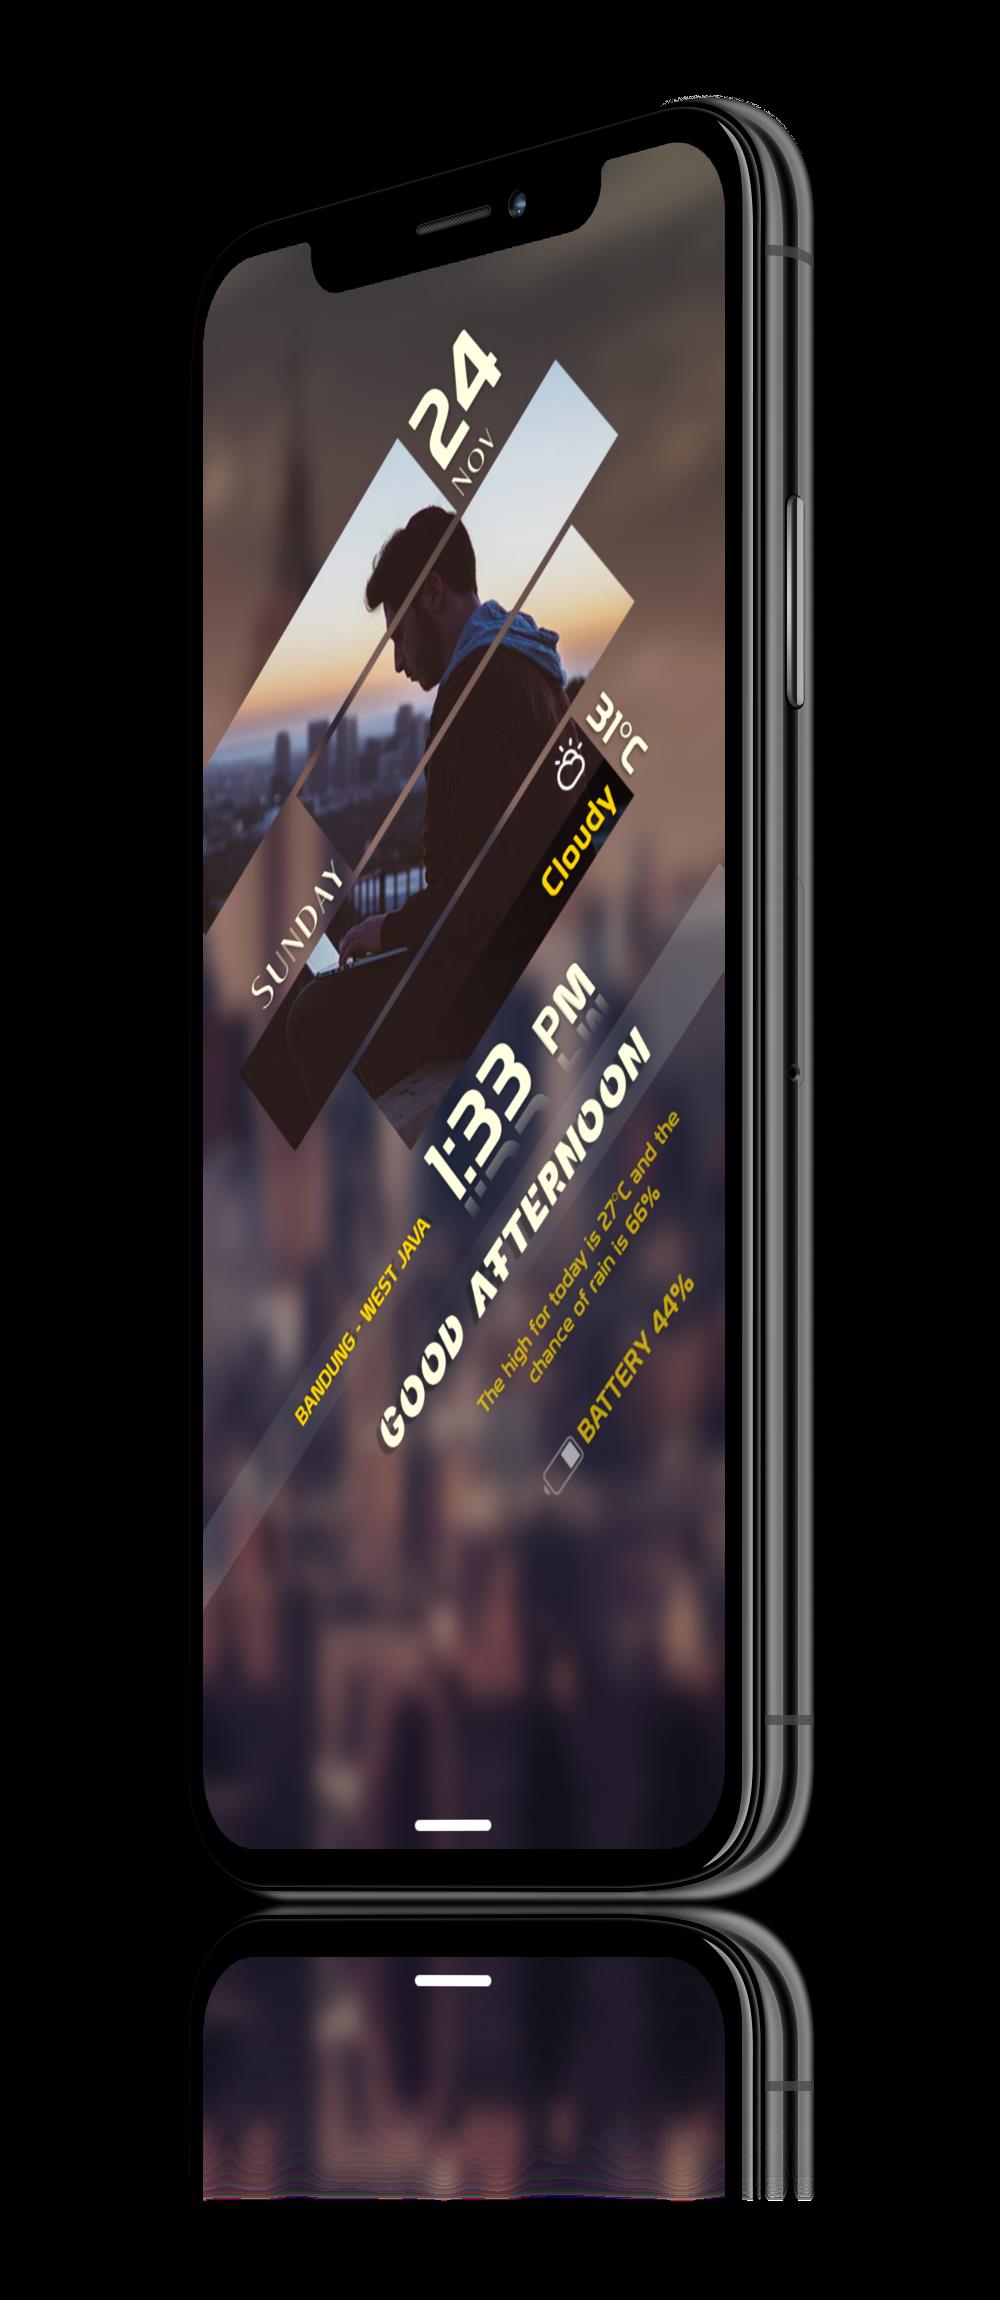 24
NOV
SUNDAY
31°C
Cloudy
1:33 PM
BANDUNG - WEST JAVA
GOOD AFTERNOON
The high for today is 27°C and the
chance of rain is 66%
BATTERY 44%